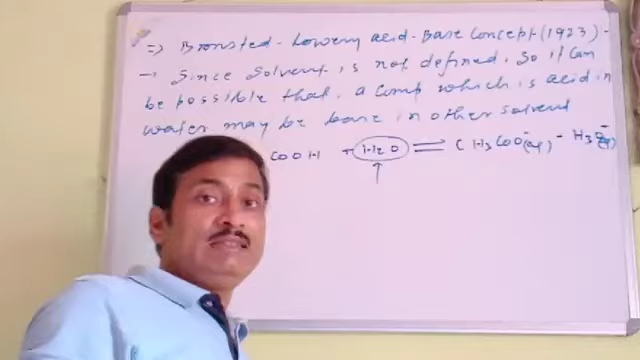 => Bronsted-Lowery acid-Base Concept (1923)-
→ Since Solvent is not defined, So it can
be possible that, a Comp which is acid in
water may be base in other solvent
COOH + H2O ⇌ CH3COO-(aq) - H3O